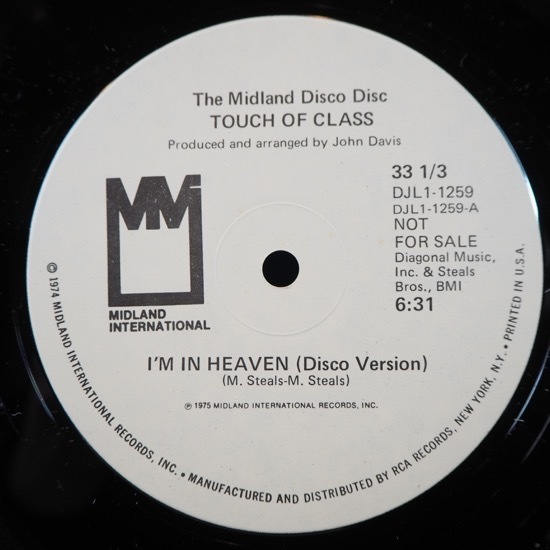 The Midland Disco Disc
TOUCH OF CLASS
Produced and arranged by John Davis
33 1/3
DJL1-1259
DJL1-1259-A
NOT
FOR SALE
Diagonal Music,
Inc. & Steals
Bros., BMI
6:31
MIDLAND
INTERNATIONAL
I'M IN HEAVEN (Disco Version)
(M. Steals-M. Steals)
℗ 1975 MIDLAND INTERNATIONAL RECORDS, INC.
© 1974 MIDLAND INTERNATIONAL RECORDS, INC. • MANUFACTURED AND DISTRIBUTED BY RCA RECORDS, NEW YORK, N.Y. • PRINTED IN U.S.A.